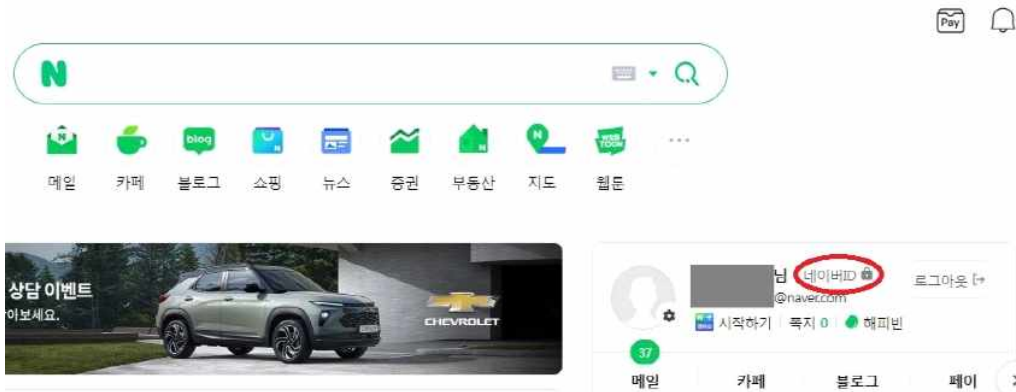 Pay
N
blog
WEB
TOON
메일 카페 블로그 쇼핑 뉴스 증권 부동산 지도 웹툰
상담 이벤트
아보세요.
CHEVROLET
님 네이버ID
@naver.com
로그아웃
시작하기 쪽지 0 해피빈
37
메일 카페 블로그 페이